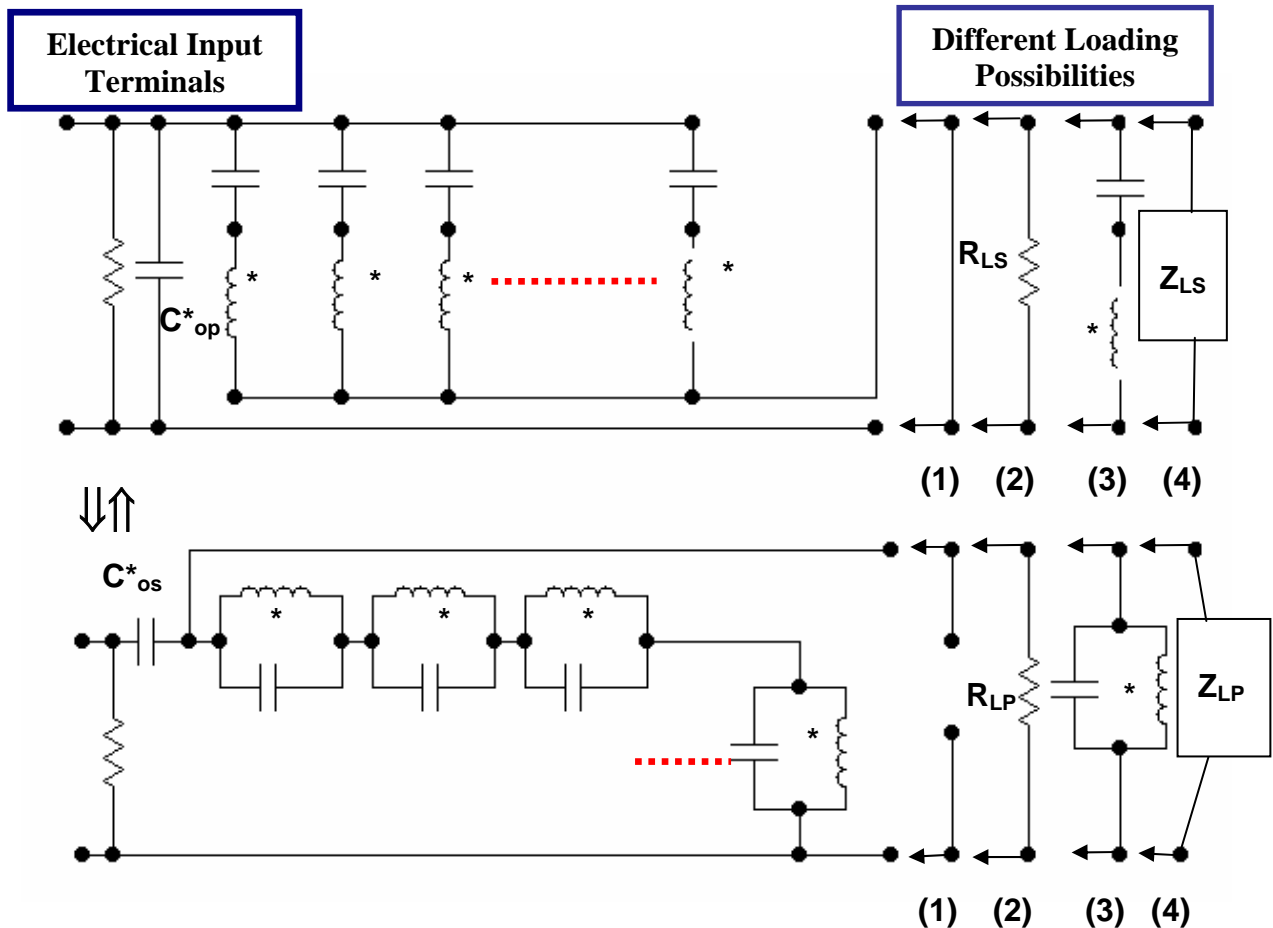 Electrical Input
Terminals
Different Loading
Possibilities
C*op
*
*
*
*
RLS
*
ZLS
(1) (2) (3) (4)
⇓⇑
C*os
*
*
*
*
RLP
*
ZLP
(1) (2) (3) (4)